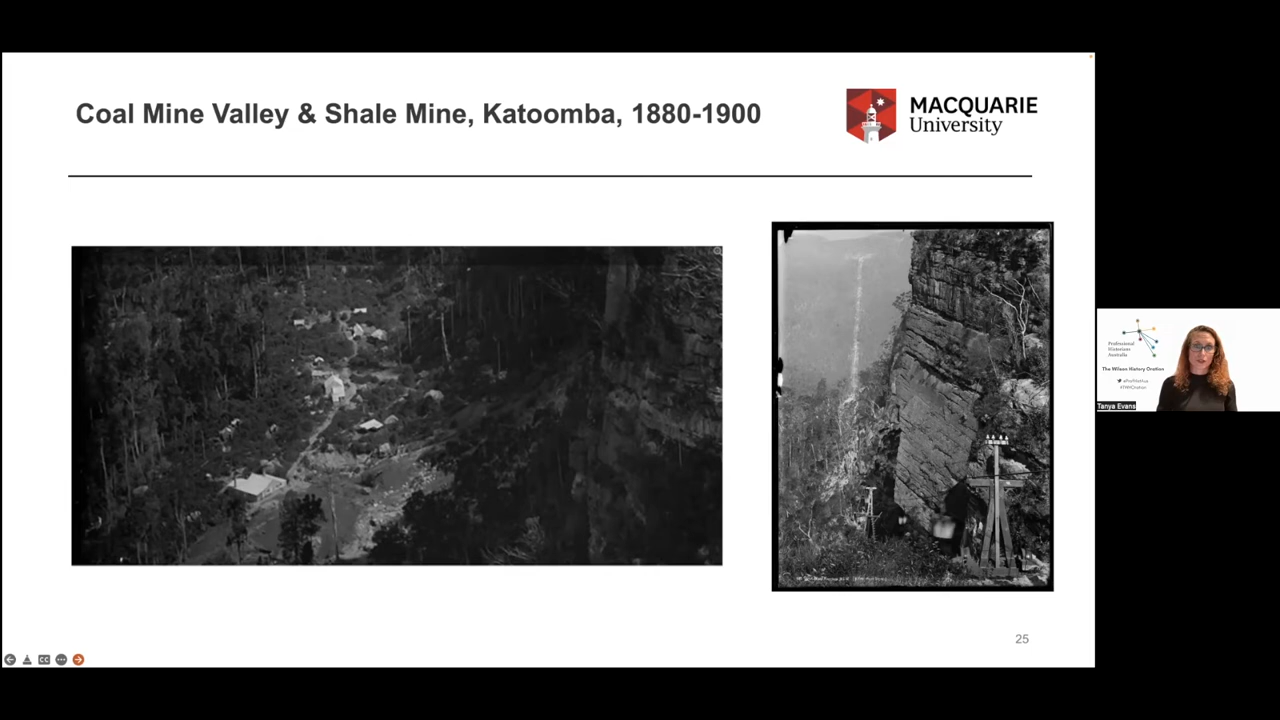 Coal Mine Valley & Shale Mine, Katoomba, 1880-1900
MACQUARIE
University
Professional
Historians
Australia
The Wilson History Oration
Tanya Evans
25
CC